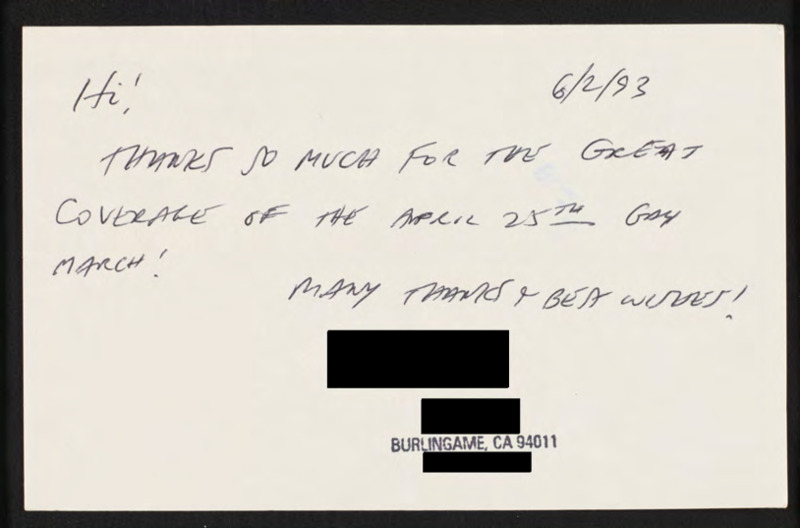 Hi!
6/2/93
THANKS SO MUCH FOR THE GREAT
COVERAGE OF THE APRIL 25TH GAY
MARCH!
MANY THANKS & BEST WISHES!
BURLINGAME, CA 94011